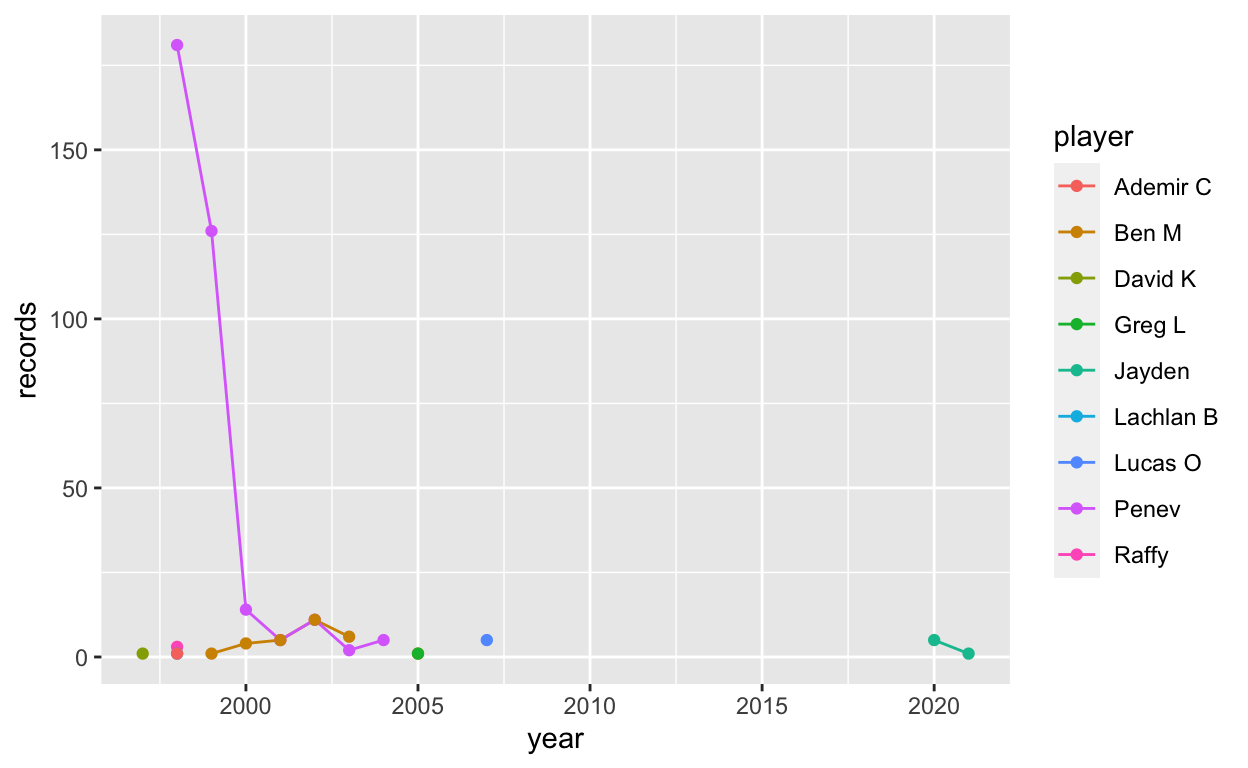 150
100
50
0
records
2000
2005
2010
2015
2020
year
player
Ademir C
Ben M
David K
Greg L
Jayden
Lachlan B
Lucas O
Penev
Raffy